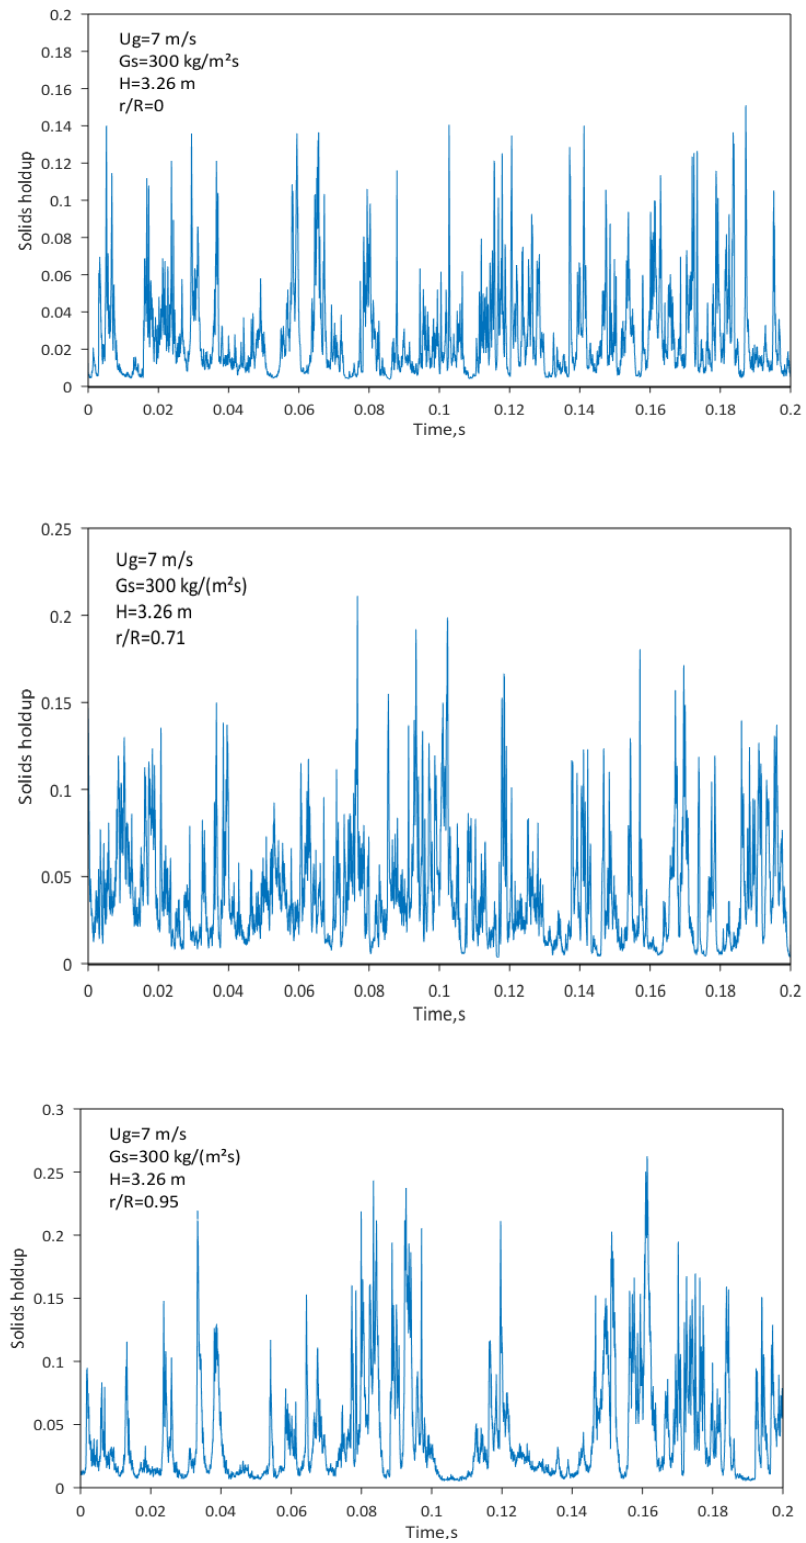 0.2
0.18
0.16
0.14
0.12
0.1
0.08
0.06
0.04
0.02
0
Solids holdup
Ug=7 m/s
Gs=300 kg/m²s
H=3.26 m
r/R=0
0 0.02 0.04 0.06 0.08 0.1 0.12 0.14 0.16 0.18 0.2
Time,s
0.25
0.2
0.15
0.1
0.05
0
Solids holdup
Ug=7 m/s
Gs=300 kg/(m²s)
H=3.26 m
r/R=0.71
0 0.02 0.04 0.06 0.08 0.1 0.12 0.14 0.16 0.18 0.2
Time,s
0.3
0.25
0.2
0.15
0.1
0.05
0
Solids holdup
Ug=7 m/s
Gs=300 kg/(m²s)
H=3.26 m
r/R=0.95
0 0.02 0.04 0.06 0.08 0.1 0.12 0.14 0.16 0.18 0.2
Time,s